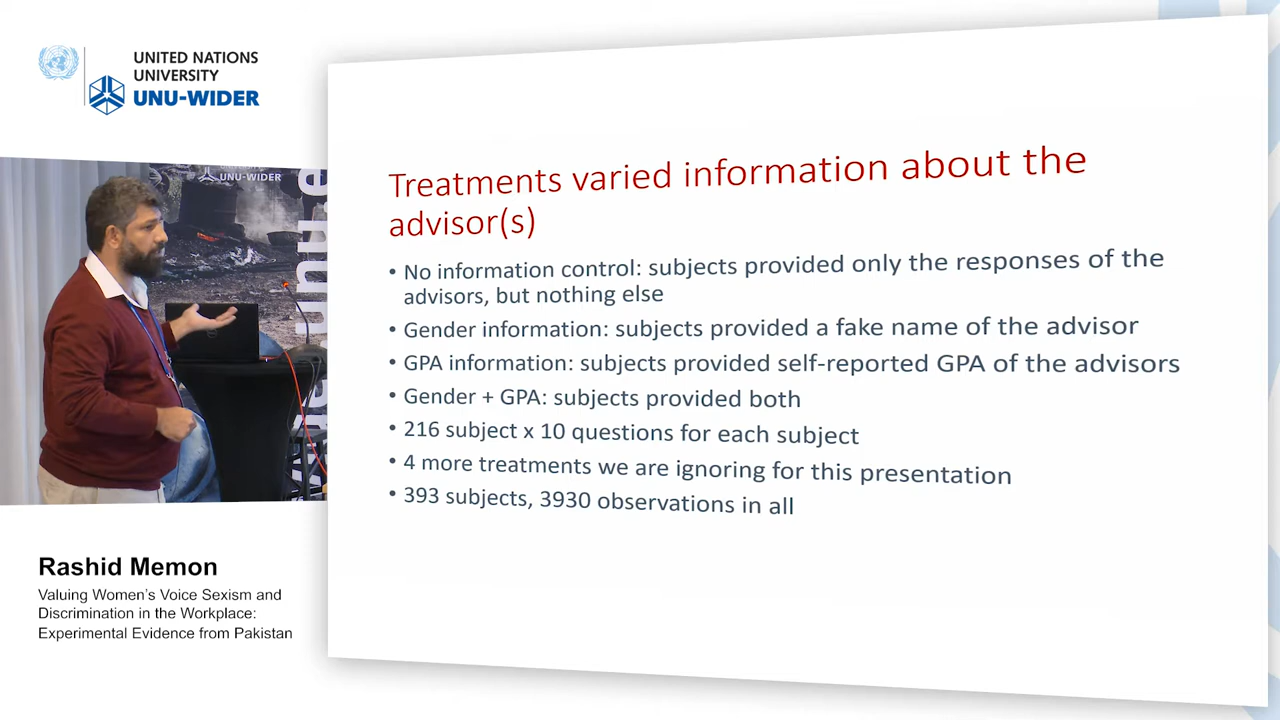 UNITED NATIONS
UNIVERSITY
UNU-WIDER
UNU-WIDER
unu.e
Treatments varied information about the
advisor(s)
• No information control: subjects provided only the responses of the
advisors, but nothing else
• Gender information: subjects provided a fake name of the advisor
• GPA information: subjects provided self-reported GPA of the advisors
• Gender + GPA: subjects provided both
• 216 subject x 10 questions for each subject
• 4 more treatments we are ignoring for this presentation
• 393 subjects, 3930 observations in all
Rashid Memon
Valuing Women's Voice Sexism and
Discrimination in the Workplace:
Experimental Evidence from Pakistan